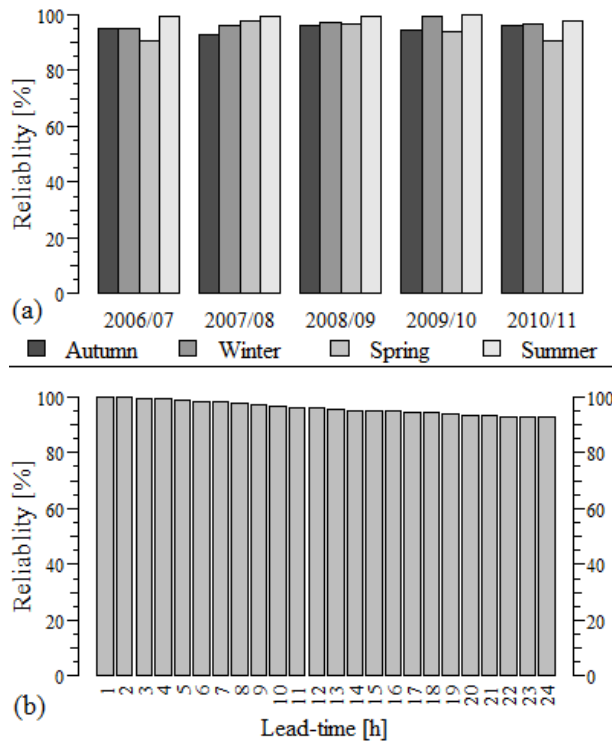 100
80
60
40
20
0
Reliablity [%]
(a)
2006/07 2007/08 2008/09 2009/10 2010/11
Autumn Winter Spring Summer
100 100
80 80
60 60
40 40
20 20
0 0
Reliablity [%]
1 2 3 4 5 6 7 8 9 10 11 12 13 14 15 16 17 18 19 20 21 22 23 24
(b)
Lead-time [h]